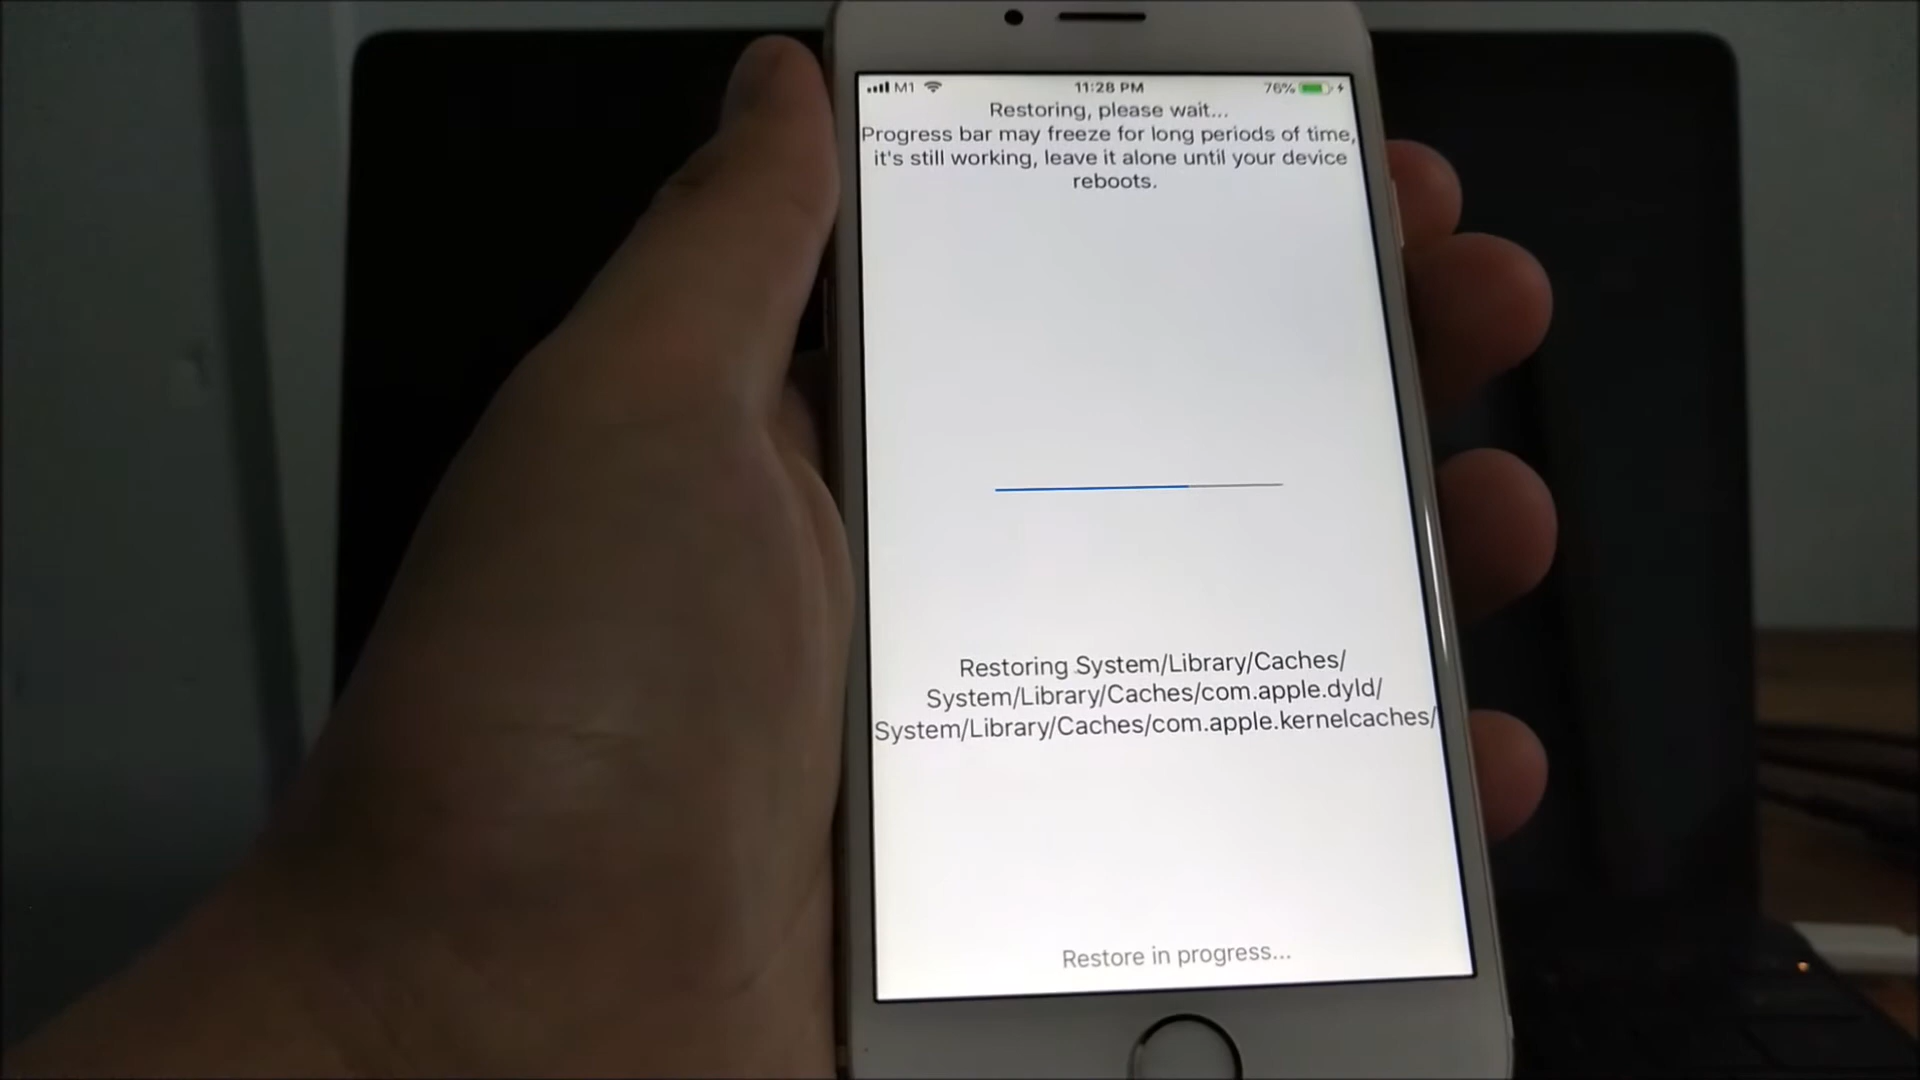 M1 11:28 PM 76%
Restoring, please wait...
Progress bar may freeze for long periods of time,
it's still working, leave it alone until your device
reboots.
Restoring System/Library/Caches/
System/Library/Caches/com.apple.dyld/
System/Library/Caches/com.apple.kernelcaches/
Restore in progress...